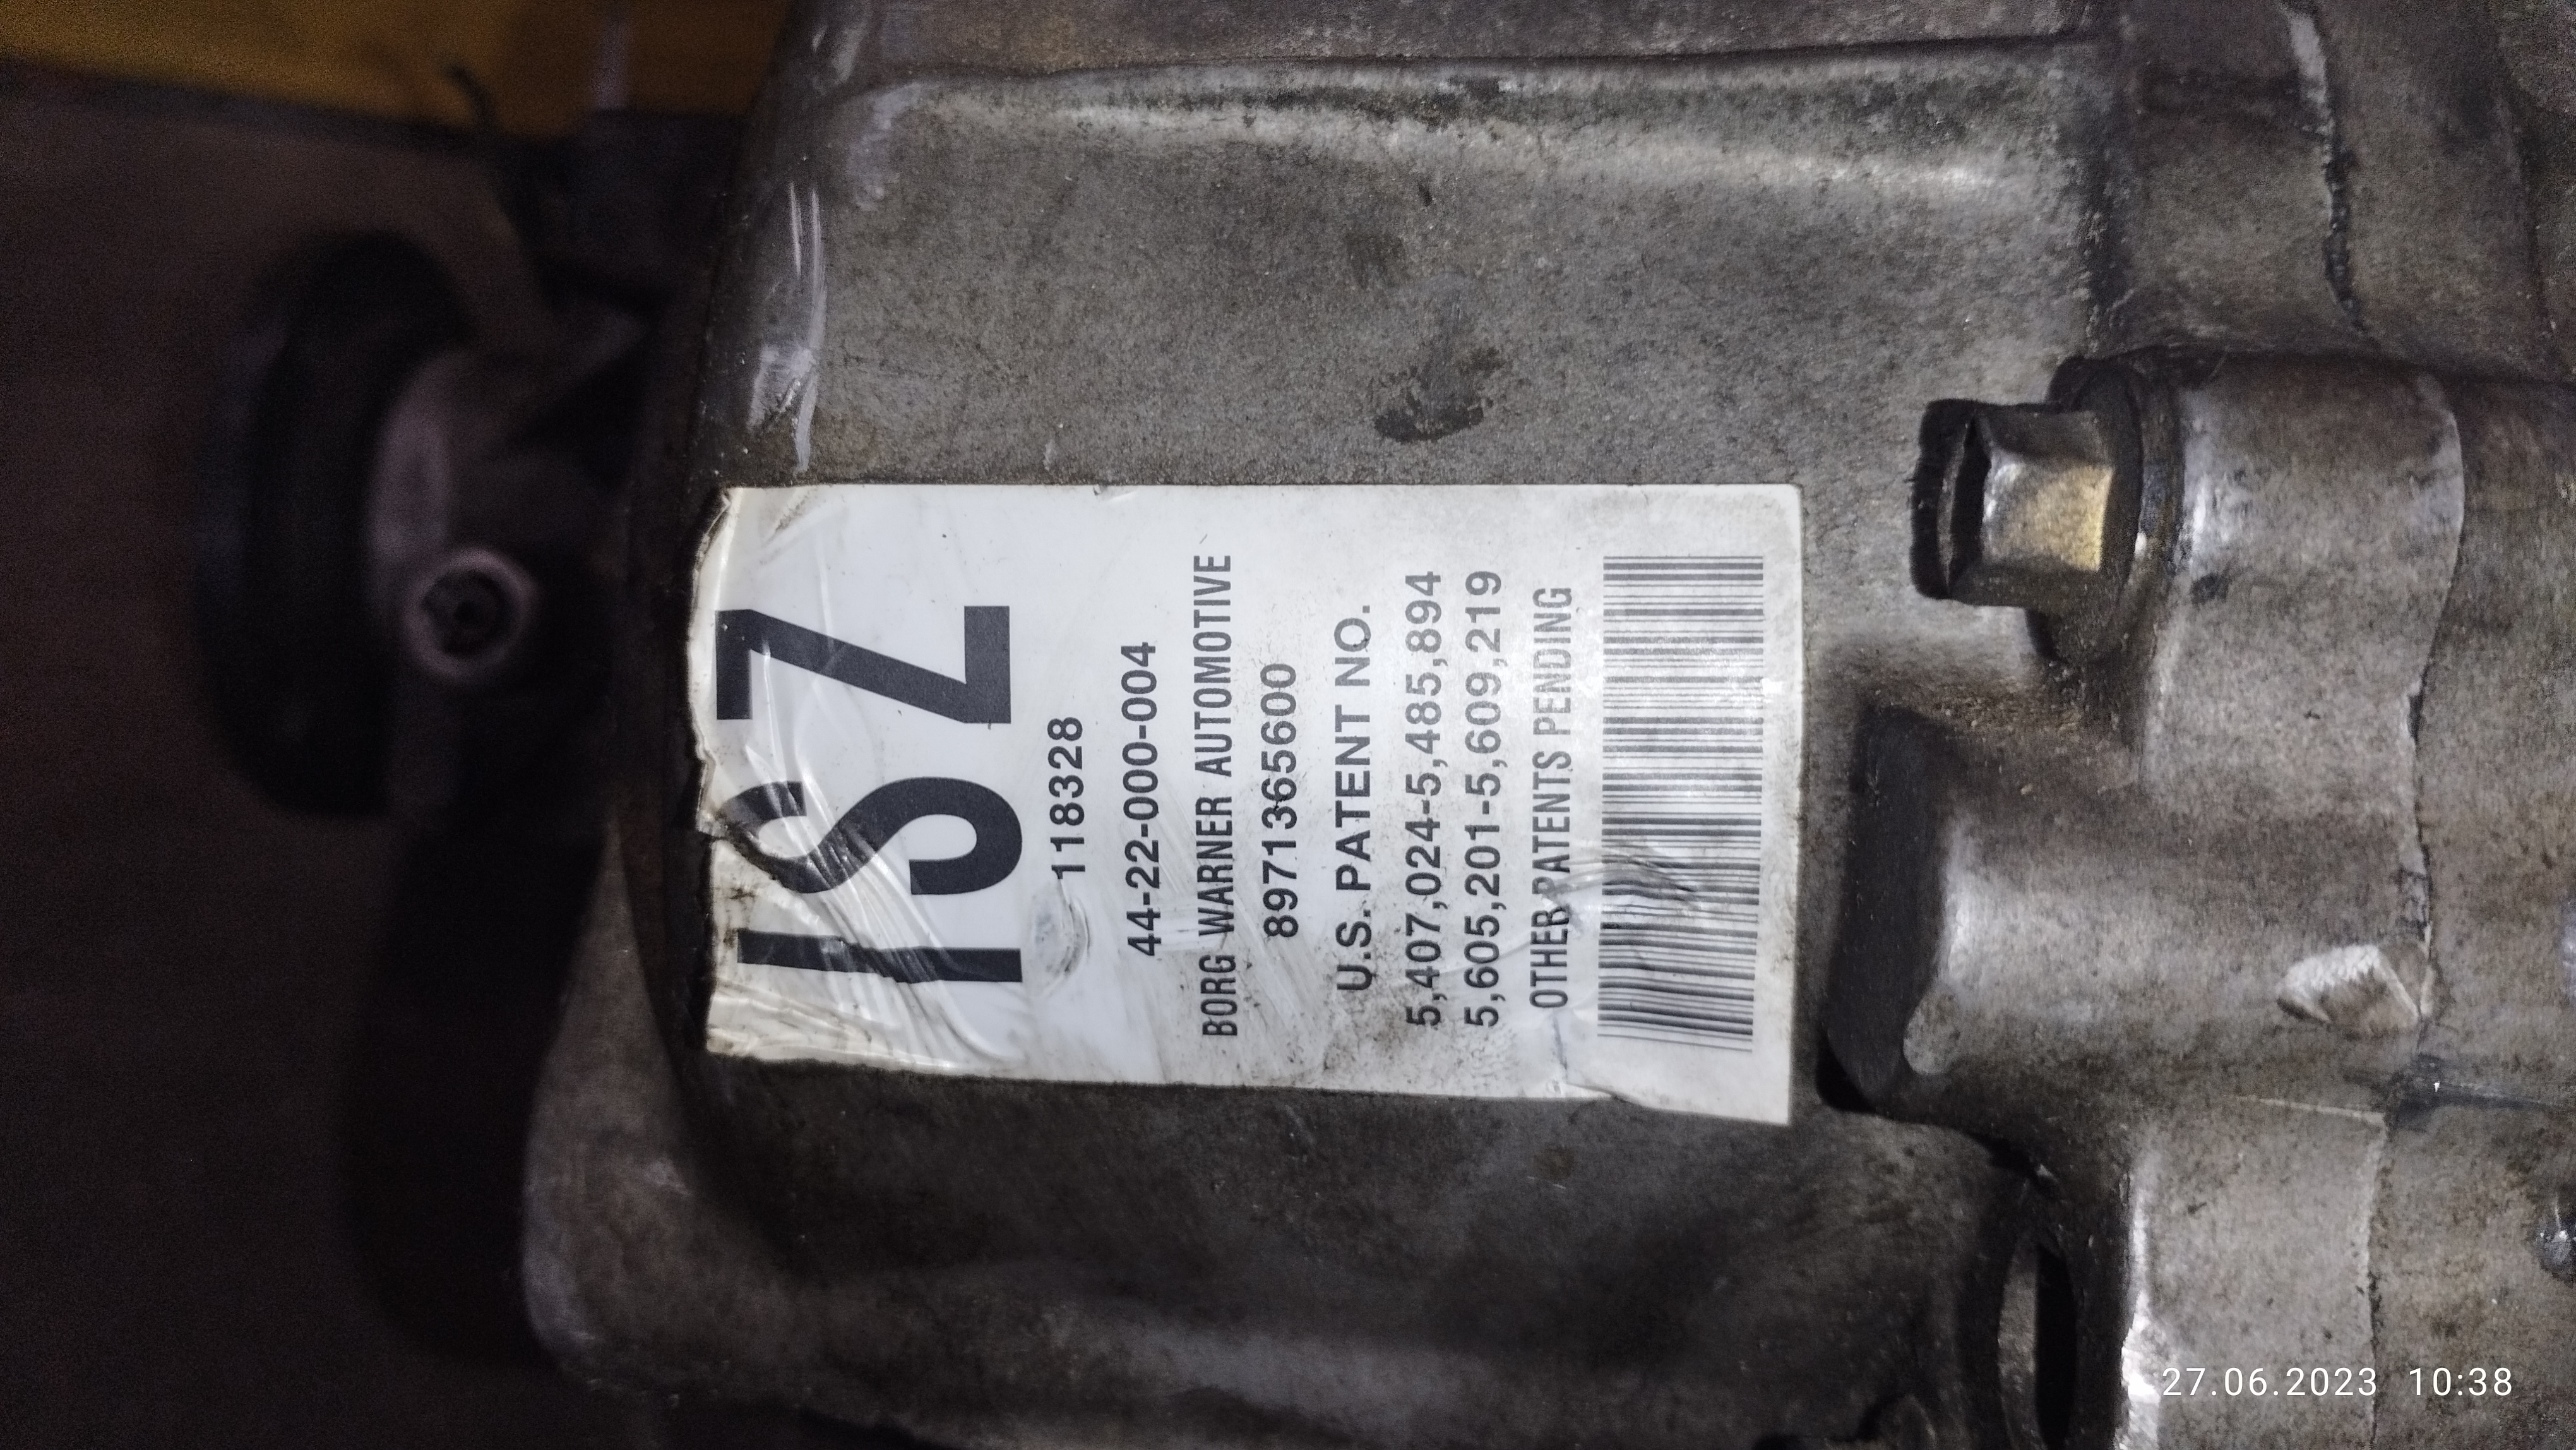 ISZ
1183328
44-22-000-004
BORG WARNER AUTOMOTIVE
8971365600
U.S. PATENT NO.
5,407,024-5,485,894
5,605,201-5,609,219
OTHER PATENTS PENDING
27.06.2023 10:38